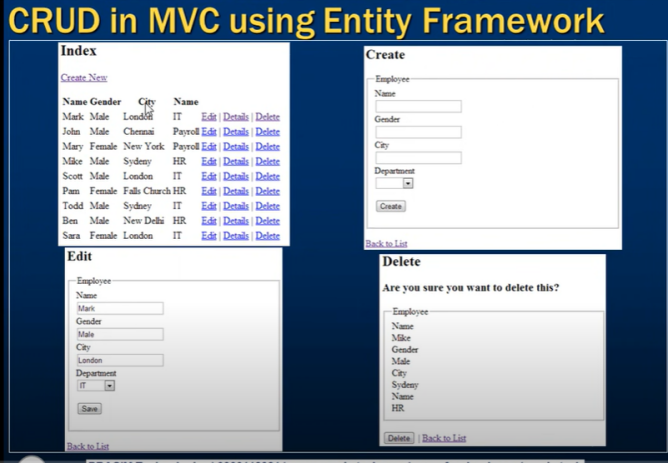 CRUD in MVC using Entity Framework
Index
Create New
Name Gender City Name
Mark Male London IT Edit | Details | Delete
John Male Chennai Payroll Edit | Details | Delete
Mary Female New York Payroll Edit | Details | Delete
Mike Male Sydeny HR Edit | Details | Delete
Scott Male London IT Edit | Details | Delete
Pam Female Falls Church HR Edit | Details | Delete
Todd Male Sydney IT Edit | Details | Delete
Ben Male New Delhi HR Edit | Details | Delete
Sara Female London IT Edit | Details | Delete
Create
Employee
Name
Gender
City
Department
Create
Back to List
Edit
Employee
Name
Mark
Gender
Male
City
London
Department
IT
Save
Back to List
Delete
Are you sure you want to delete this?
Employee
Name
Mike
Gender
Male
City
Sydeny
Name
HR
Delete | Back to List